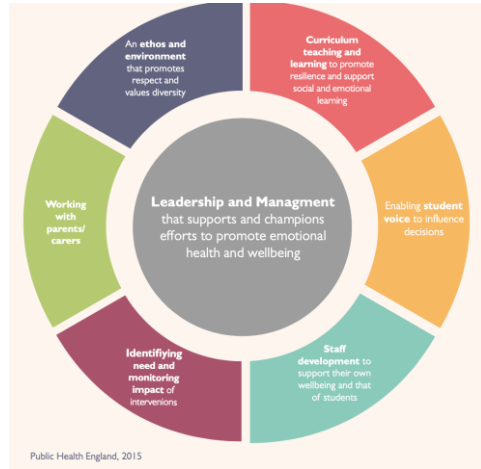 An ethos and
environment
that promotes
respect and
values diversity
Curriculum
teaching and
learning to promote
resilience and support
social and emotional
learning
Enabling student
voice to influence
decisions
Staff
development to
support their own
wellbeing and that
of students
Identifiying
need and
monitoring
impact of
intervenions
Working
with
parents/
carers
Leadership and Managment
that supports and champions
efforts to promote emotional
health and wellbeing
Public Health England, 2015